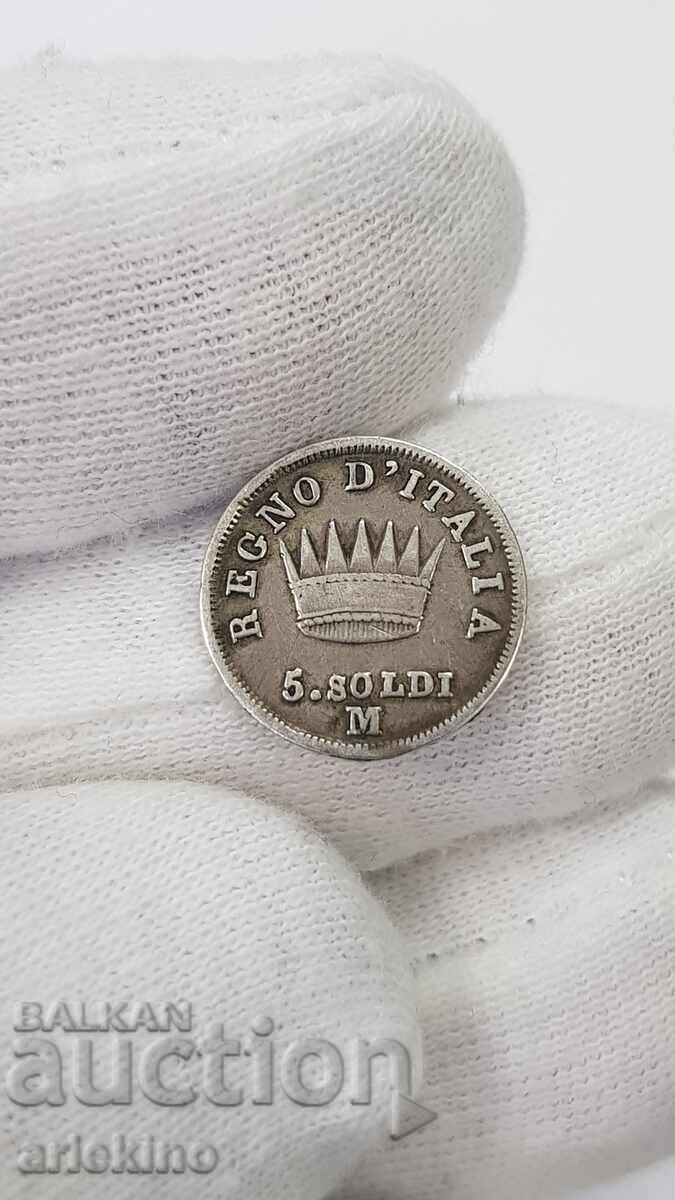 REGNO D'ITALIA
5.SOLDI
M
BALKAN
auction
arlekino